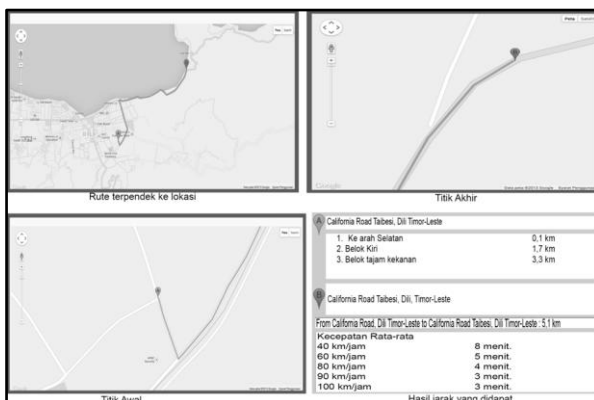 Rute terpendek ke lokasi
Titik Akhir
Titik Awal
A
California Road Taibesi, Dili Timor-Leste
1. Ke arah Selatan 0,1 km
2. Belok Kiri 1,7 km
3. Belok tajam kekanan 3,3 km
B
California Road Taibesi, Dili, Timor-Leste
From California Road, Dili Timor-Leste to California Road Taibesi, Dili Timor-Leste : 5,1 km
Kecepatan Rata-rata
40 km/jam 8 menit.
60 km/jam 5 menit.
80 km/jam 4 menit.
90 km/jam 3 menit.
100 km/jam 3 menit.
Hasil jarak yang didapat